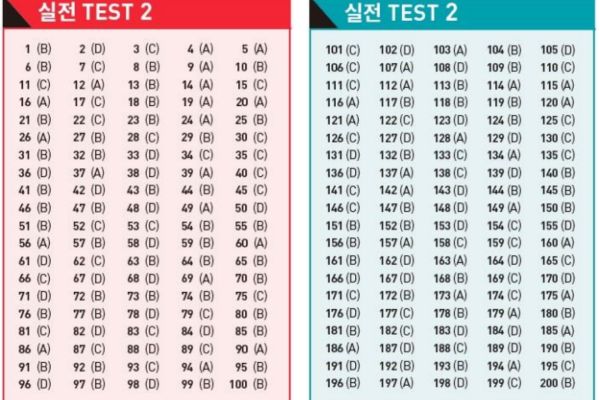 실전 TEST 2
1 (B) 2 (D) 3 (C) 4 (A) 5 (A)
6 (B) 7 (C) 8 (B) 9 (A) 10 (B)
11 (C) 12 (A) 13 (B) 14 (A) 15 (C)
16 (A) 17 (C) 18 (B) 19 (A) 20 (A)
21 (B) 22 (C) 23 (B) 24 (A) 25 (B)
26 (A) 27 (B) 28 (C) 29 (B) 30 (C)
31 (B) 32 (B) 33 (D) 34 (C) 35 (C)
36 (D) 37 (A) 38 (D) 39 (A) 40 (C)
41 (B) 42 (D) 43 (B) 44 (B) 45 (C)
46 (B) 47 (B) 48 (D) 49 (A) 50 (D)
51 (B) 52 (C) 53 (C) 54 (B) 55 (B)
56 (A) 57 (B) 58 (D) 59 (B) 60 (A)
61 (D) 62 (C) 63 (B) 64 (B) 65 (B)
66 (C) 67 (D) 68 (D) 69 (A) 70 (B)
71 (D) 72 (B) 73 (B) 74 (B) 75 (C)
76 (B) 77 (B) 78 (D) 79 (C) 80 (B)
81 (C) 82 (D) 83 (C) 84 (D) 85 (B)
86 (A) 87 (C) 88 (D) 89 (C) 90 (A)
91 (B) 92 (B) 93 (C) 94 (A) 95 (B)
96 (D) 97 (B) 98 (D) 99 (B) 100 (B)
실전 TEST 2
101 (C) 102 (D) 103 (A) 104 (B) 105 (D)
106 (C) 107 (A) 108 (D) 109 (B) 110 (C)
111 (C) 112 (A) 113 (B) 114 (A) 115 (A)
116 (A) 117 (B) 118 (B) 119 (B) 120 (A)
121 (A) 122 (C) 123 (D) 124 (B) 125 (C)
126 (C) 127 (D) 128 (A) 129 (D) 130 (C)
131 (D) 132 (B) 133 (C) 134 (A) 135 (C)
136 (D) 137 (A) 138 (C) 139 (D) 140 (B)
141 (C) 142 (A) 143 (D) 144 (B) 145 (B)
146 (C) 147 (B) 148 (D) 149 (A) 150 (B)
151 (B) 152 (B) 153 (D) 154 (C) 155 (D)
156 (B) 157 (A) 158 (C) 159 (C) 160 (A)
161 (B) 162 (D) 163 (A) 164 (D) 165 (C)
166 (D) 167 (D) 168 (B) 169 (C) 170 (D)
171 (C) 172 (B) 173 (A) 174 (C) 175 (A)
176 (D) 177 (C) 178 (B) 179 (A) 180 (B)
181 (B) 182 (C) 183 (D) 184 (D) 185 (A)
186 (A) 187 (D) 188 (C) 189 (D) 190 (B)
191 (D) 192 (B) 193 (B) 194 (A) 195 (C)
196 (B) 197 (A) 198 (D) 199 (C) 200 (B)